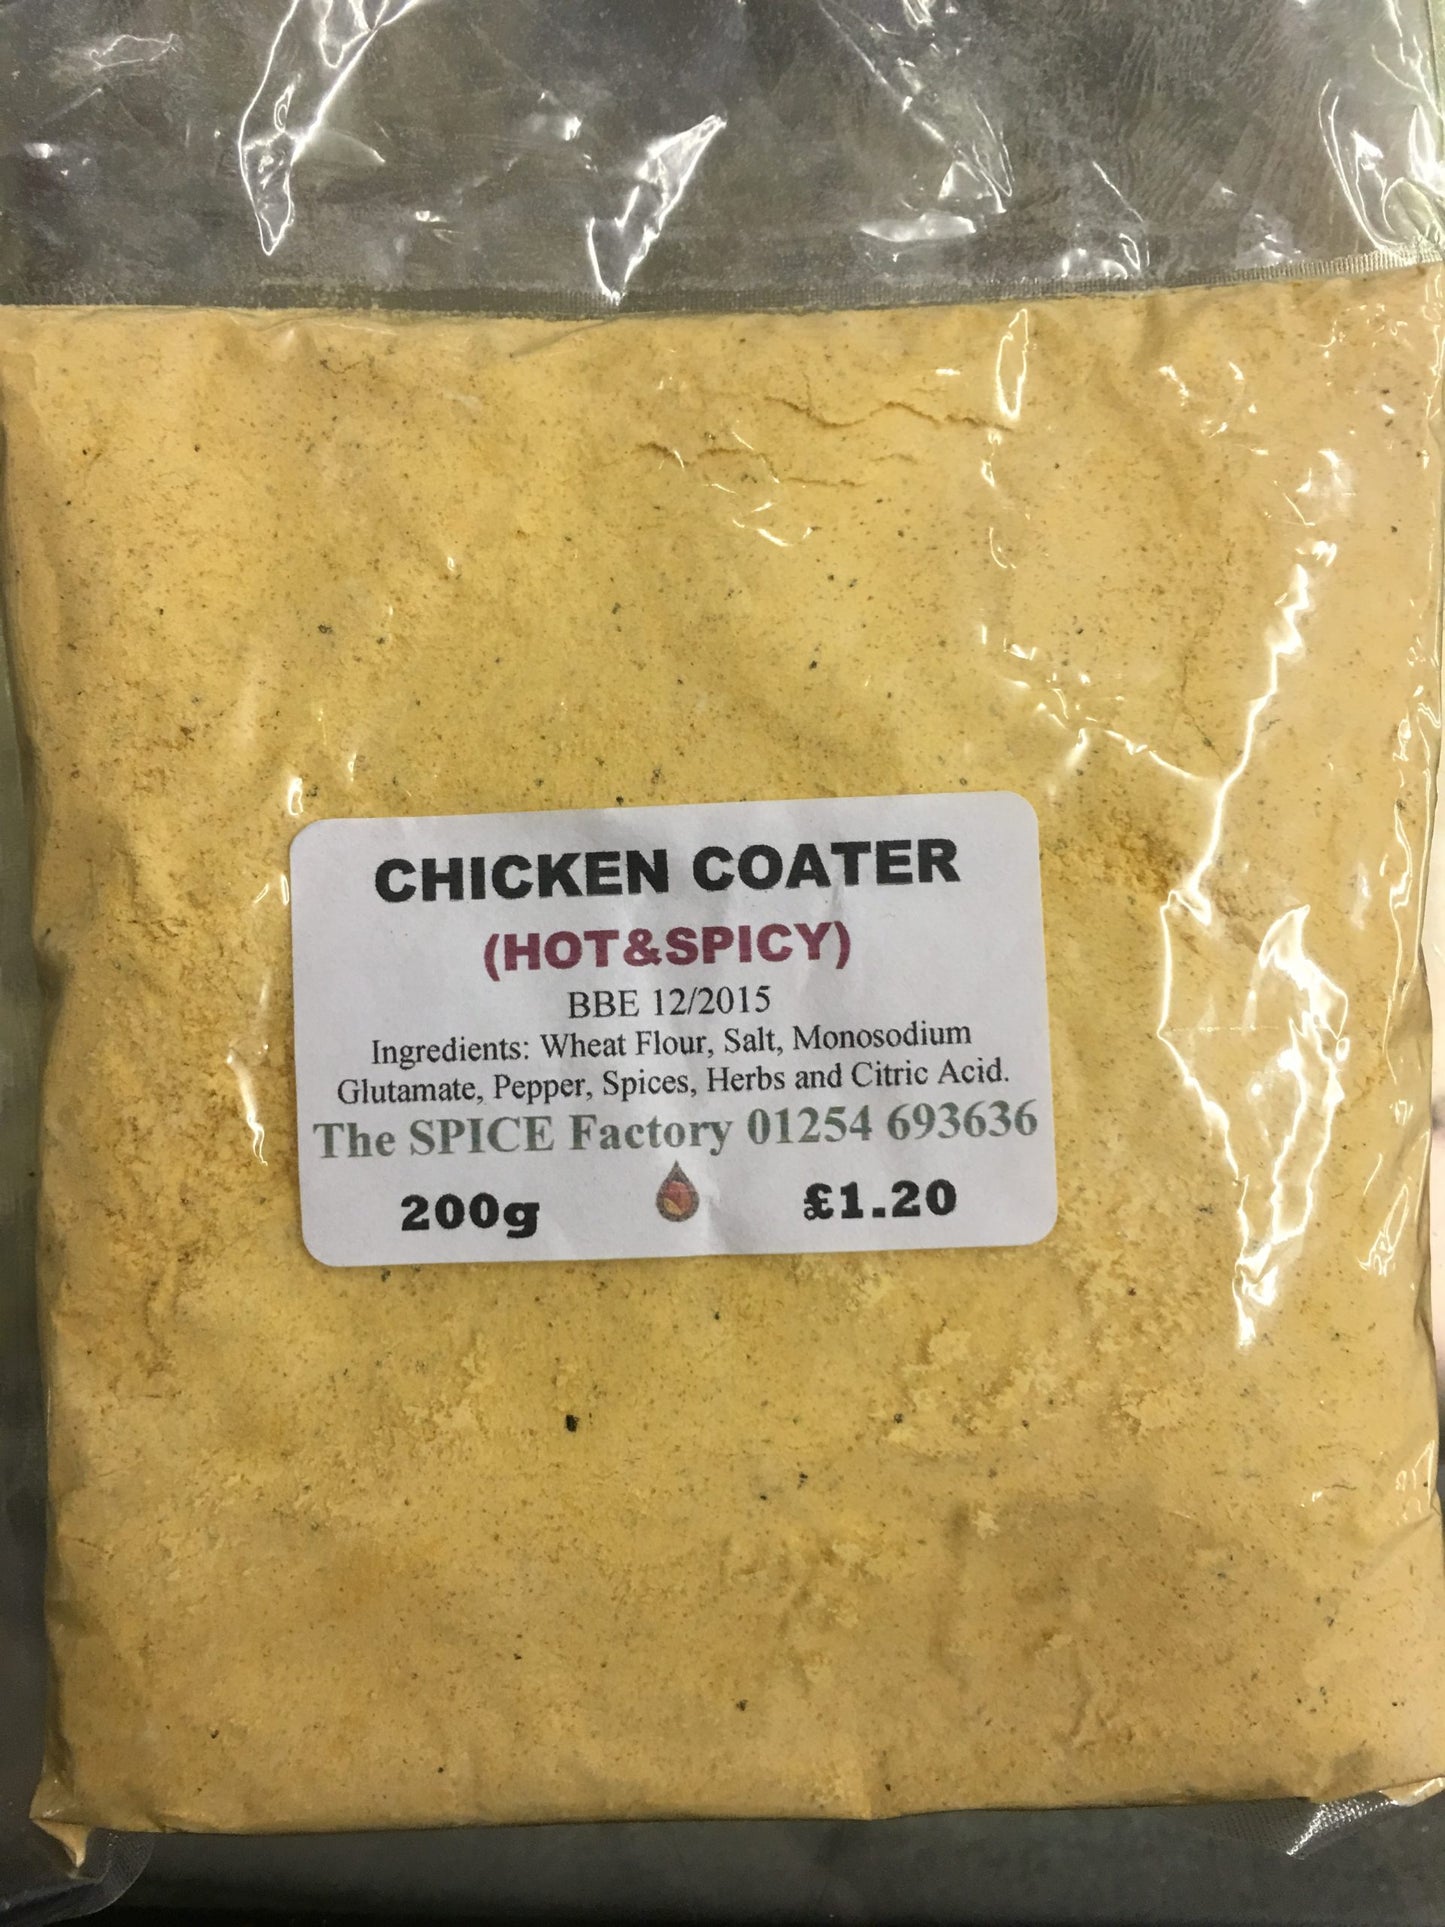 CHICKEN COATER
(HOT&SPICY)
BBE 12/2015
Ingredients: Wheat Flour, Salt, Monosodium
Glutamate, Pepper, Spices, Herbs and Citric Acid.
The SPICE Factory 01254 693636
200g £1.20